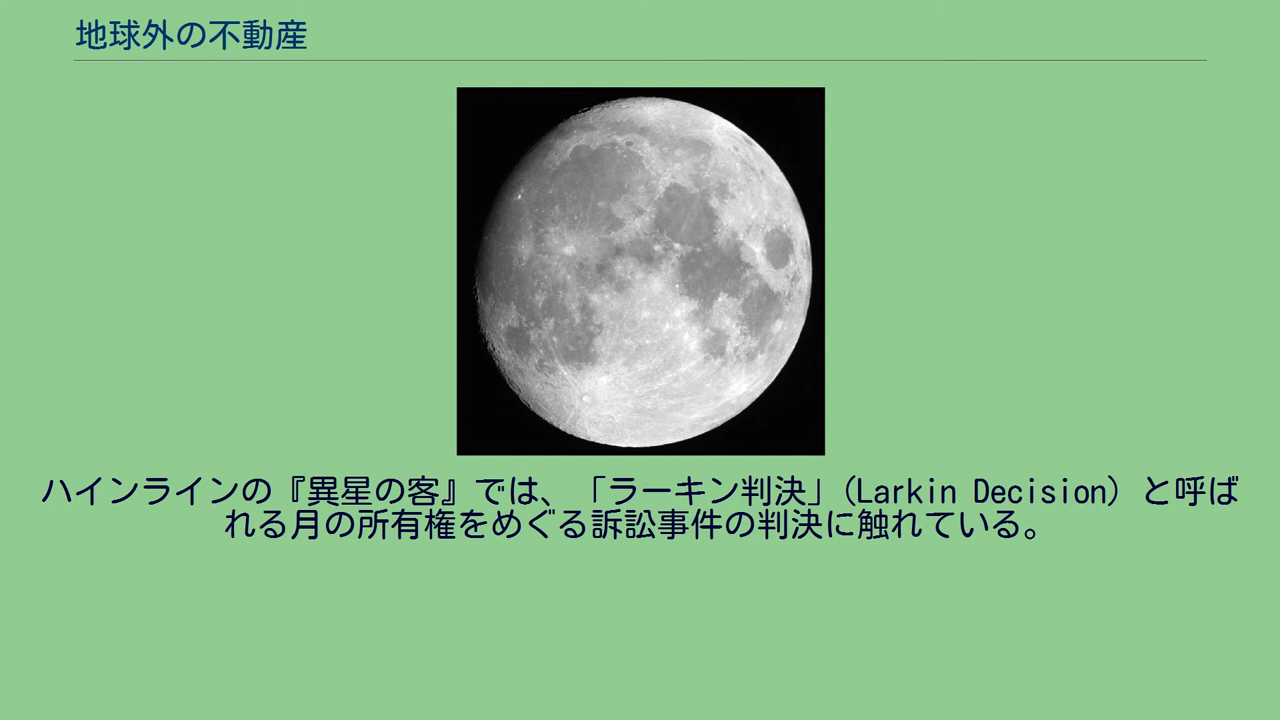 地球外の不動産
ハインラインの『異星の客』では、「ラーキン判決」(Larkin Decision) と呼ば
れる月の所有権をめぐる訴訟事件の判決に触れている。